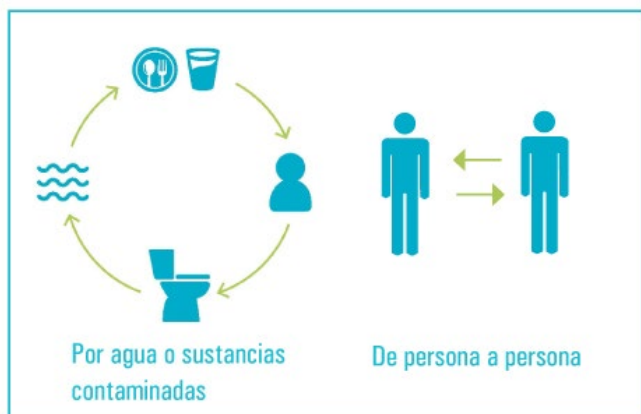 Por agua o sustancias
contaminadas
De persona a persona